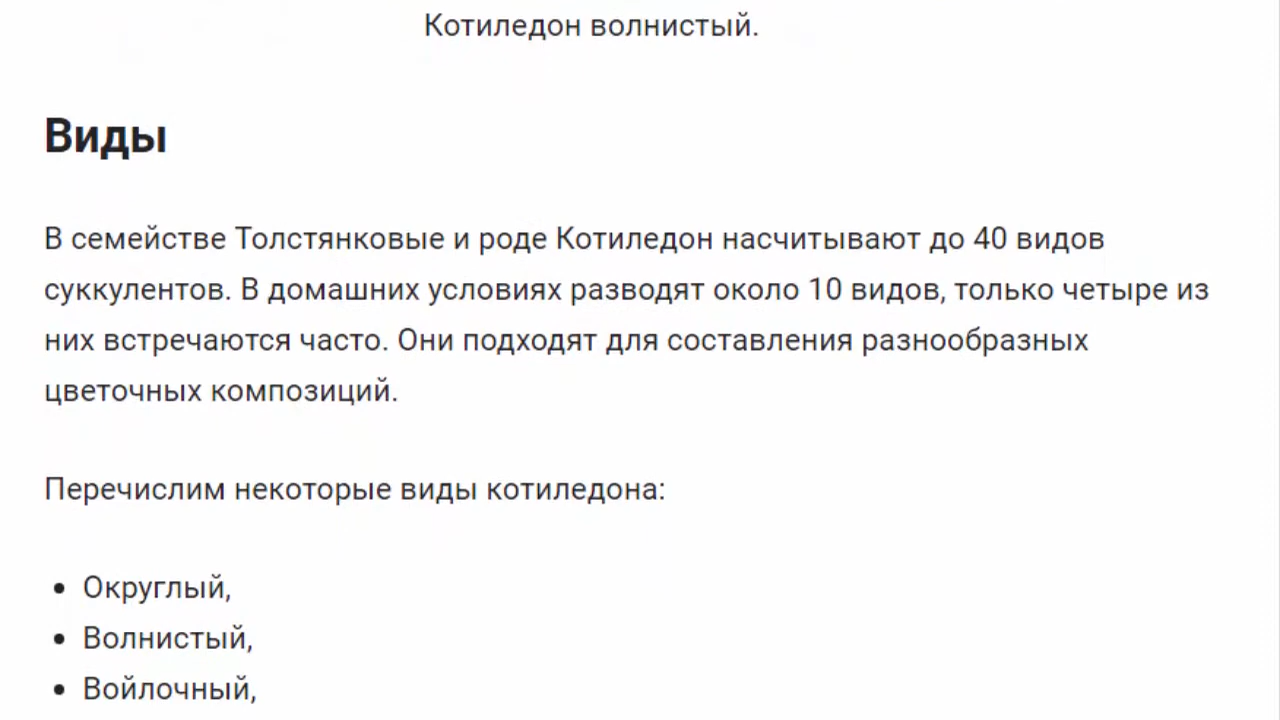 Котиледон волнистый.
Виды
В семействе Толстянковые и роде Котиледон насчитывают до 40 видов
суккулентов. В домашних условиях разводят около 10 видов, только четыре из
них встречаются часто. Они подходят для составления разнообразных
цветочных композиций.
Перечислим некоторые виды котиледона:
• Округлый,
• Волнистый,
• Войлочный,